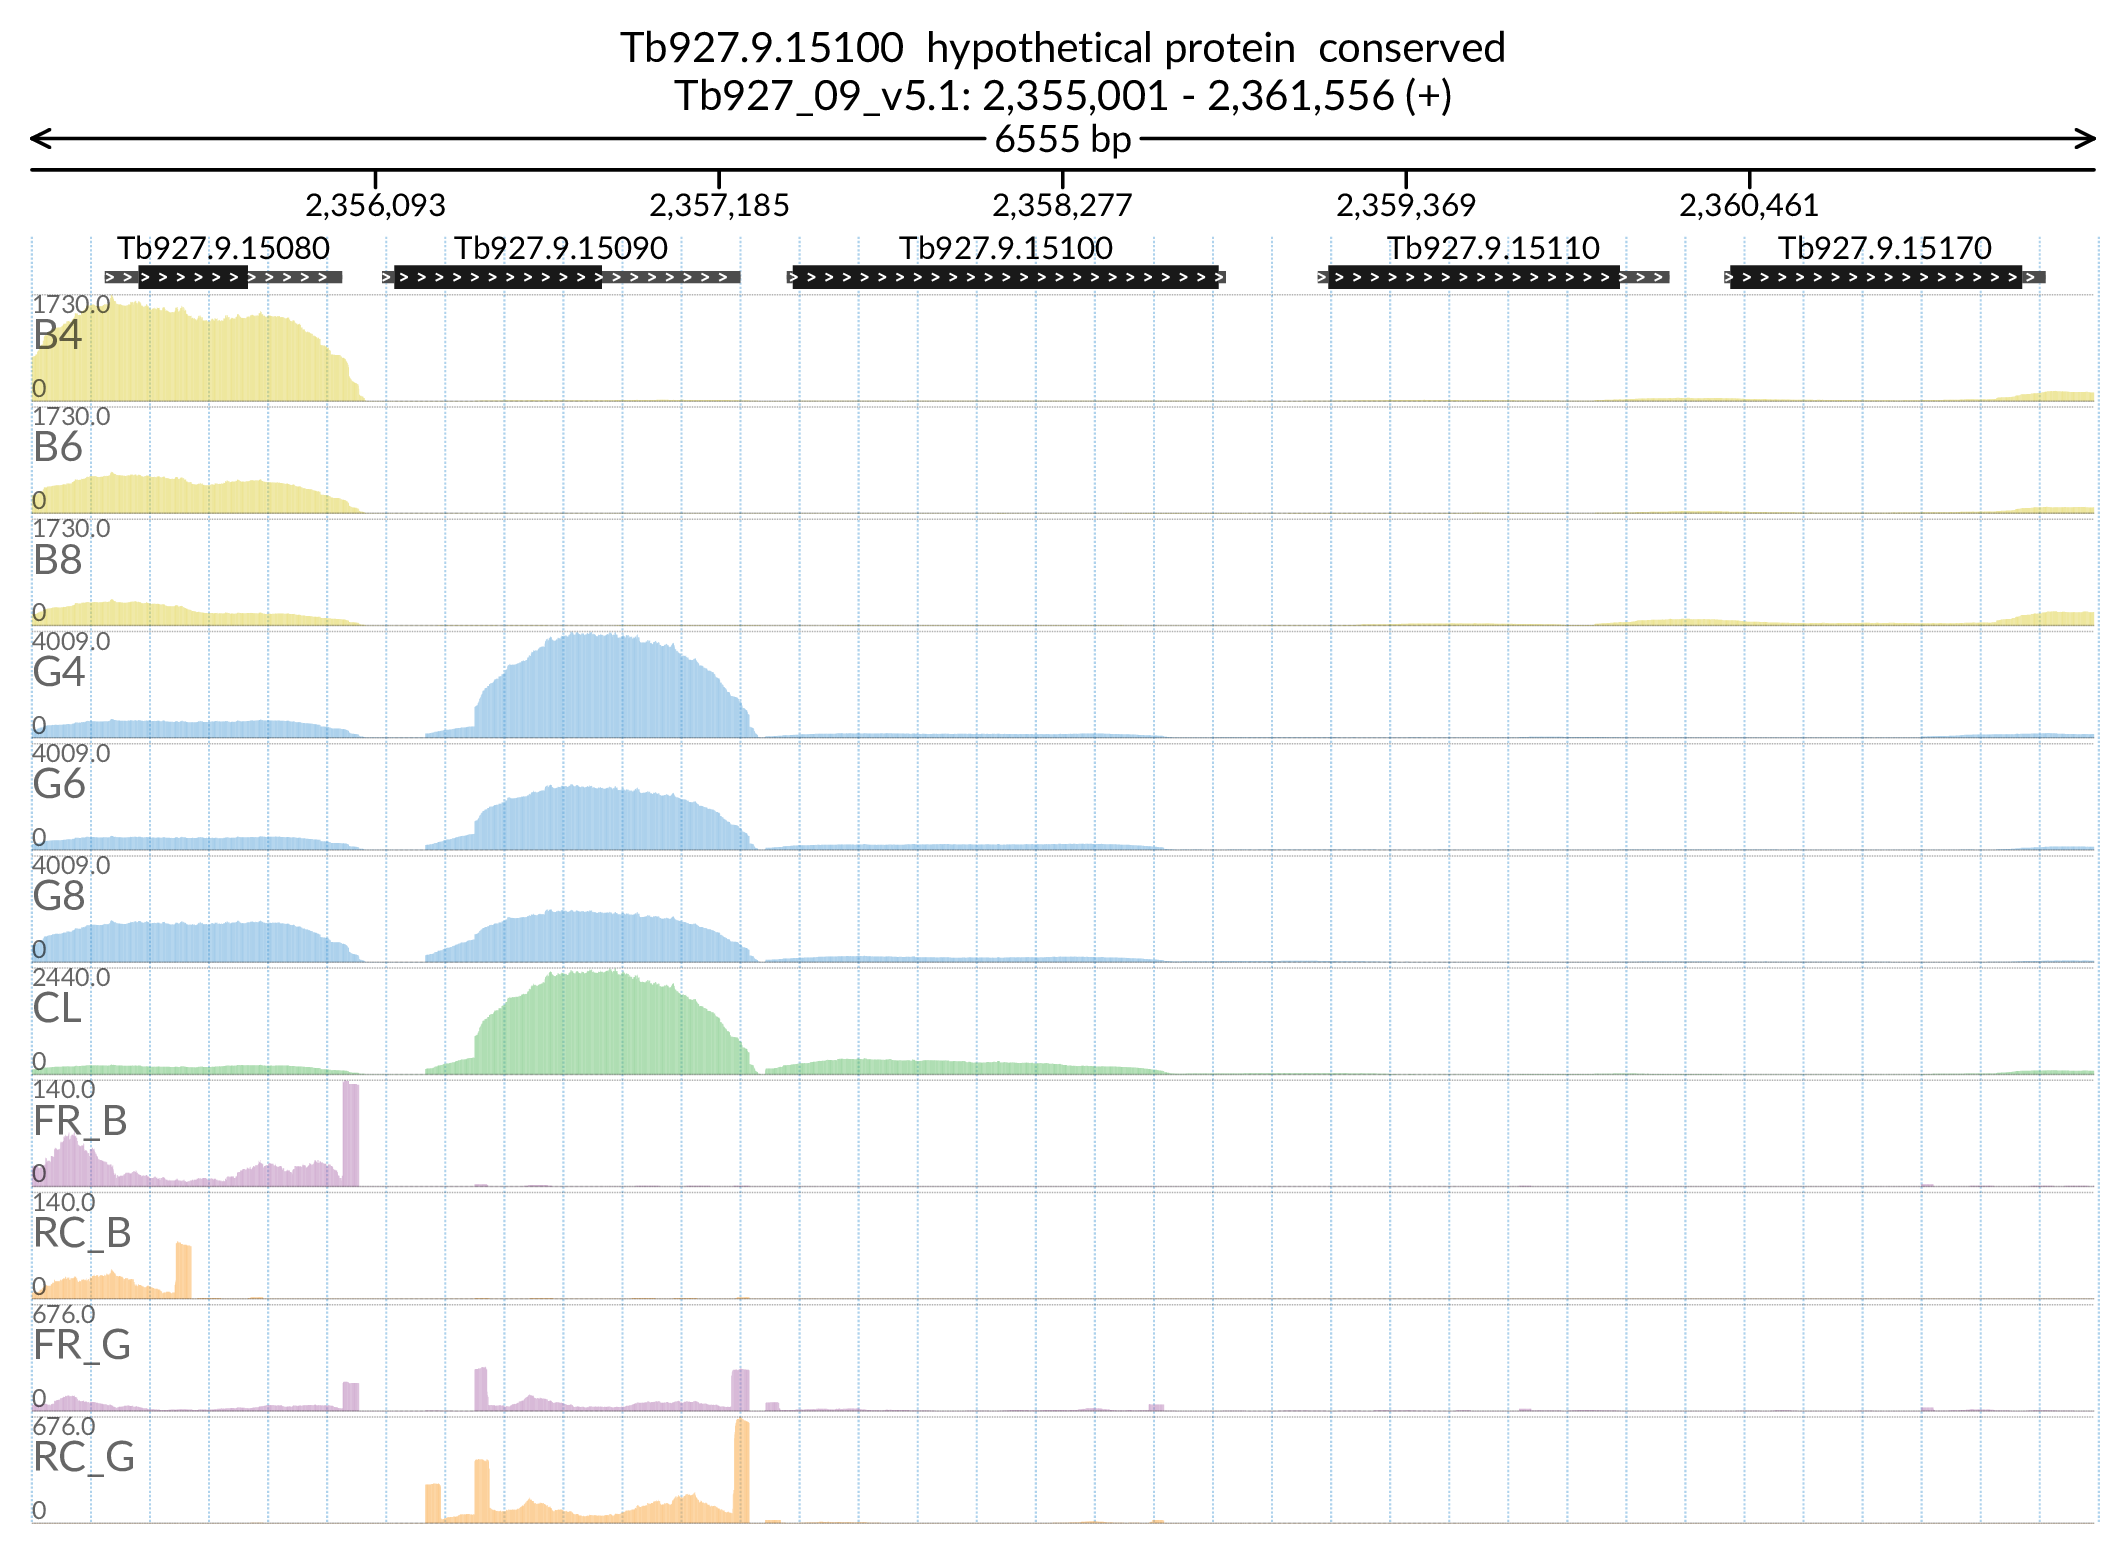 Tb927.9.15100  hypothetical protein  conserved
Tb927_09_v5.1: 2,355,001 - 2,361,556 (+)
6555 bp
2,356,093 2,357,185 2,358,277 2,359,369 2,360,461
Tb927.9.15080 Tb927.9.15090 Tb927.9.15100 Tb927.9.15110 Tb927.9.15170
1730.0
B4
0
1730.0
B6
0
1730.0
B8
0
4009.0
G4
0
4009.0
G6
0
4009.0
G8
0
2440.0
CL
0
140.0
FR_B
0
140.0
RC_B
0
676.0
FR_G
0
676.0
RC_G
0